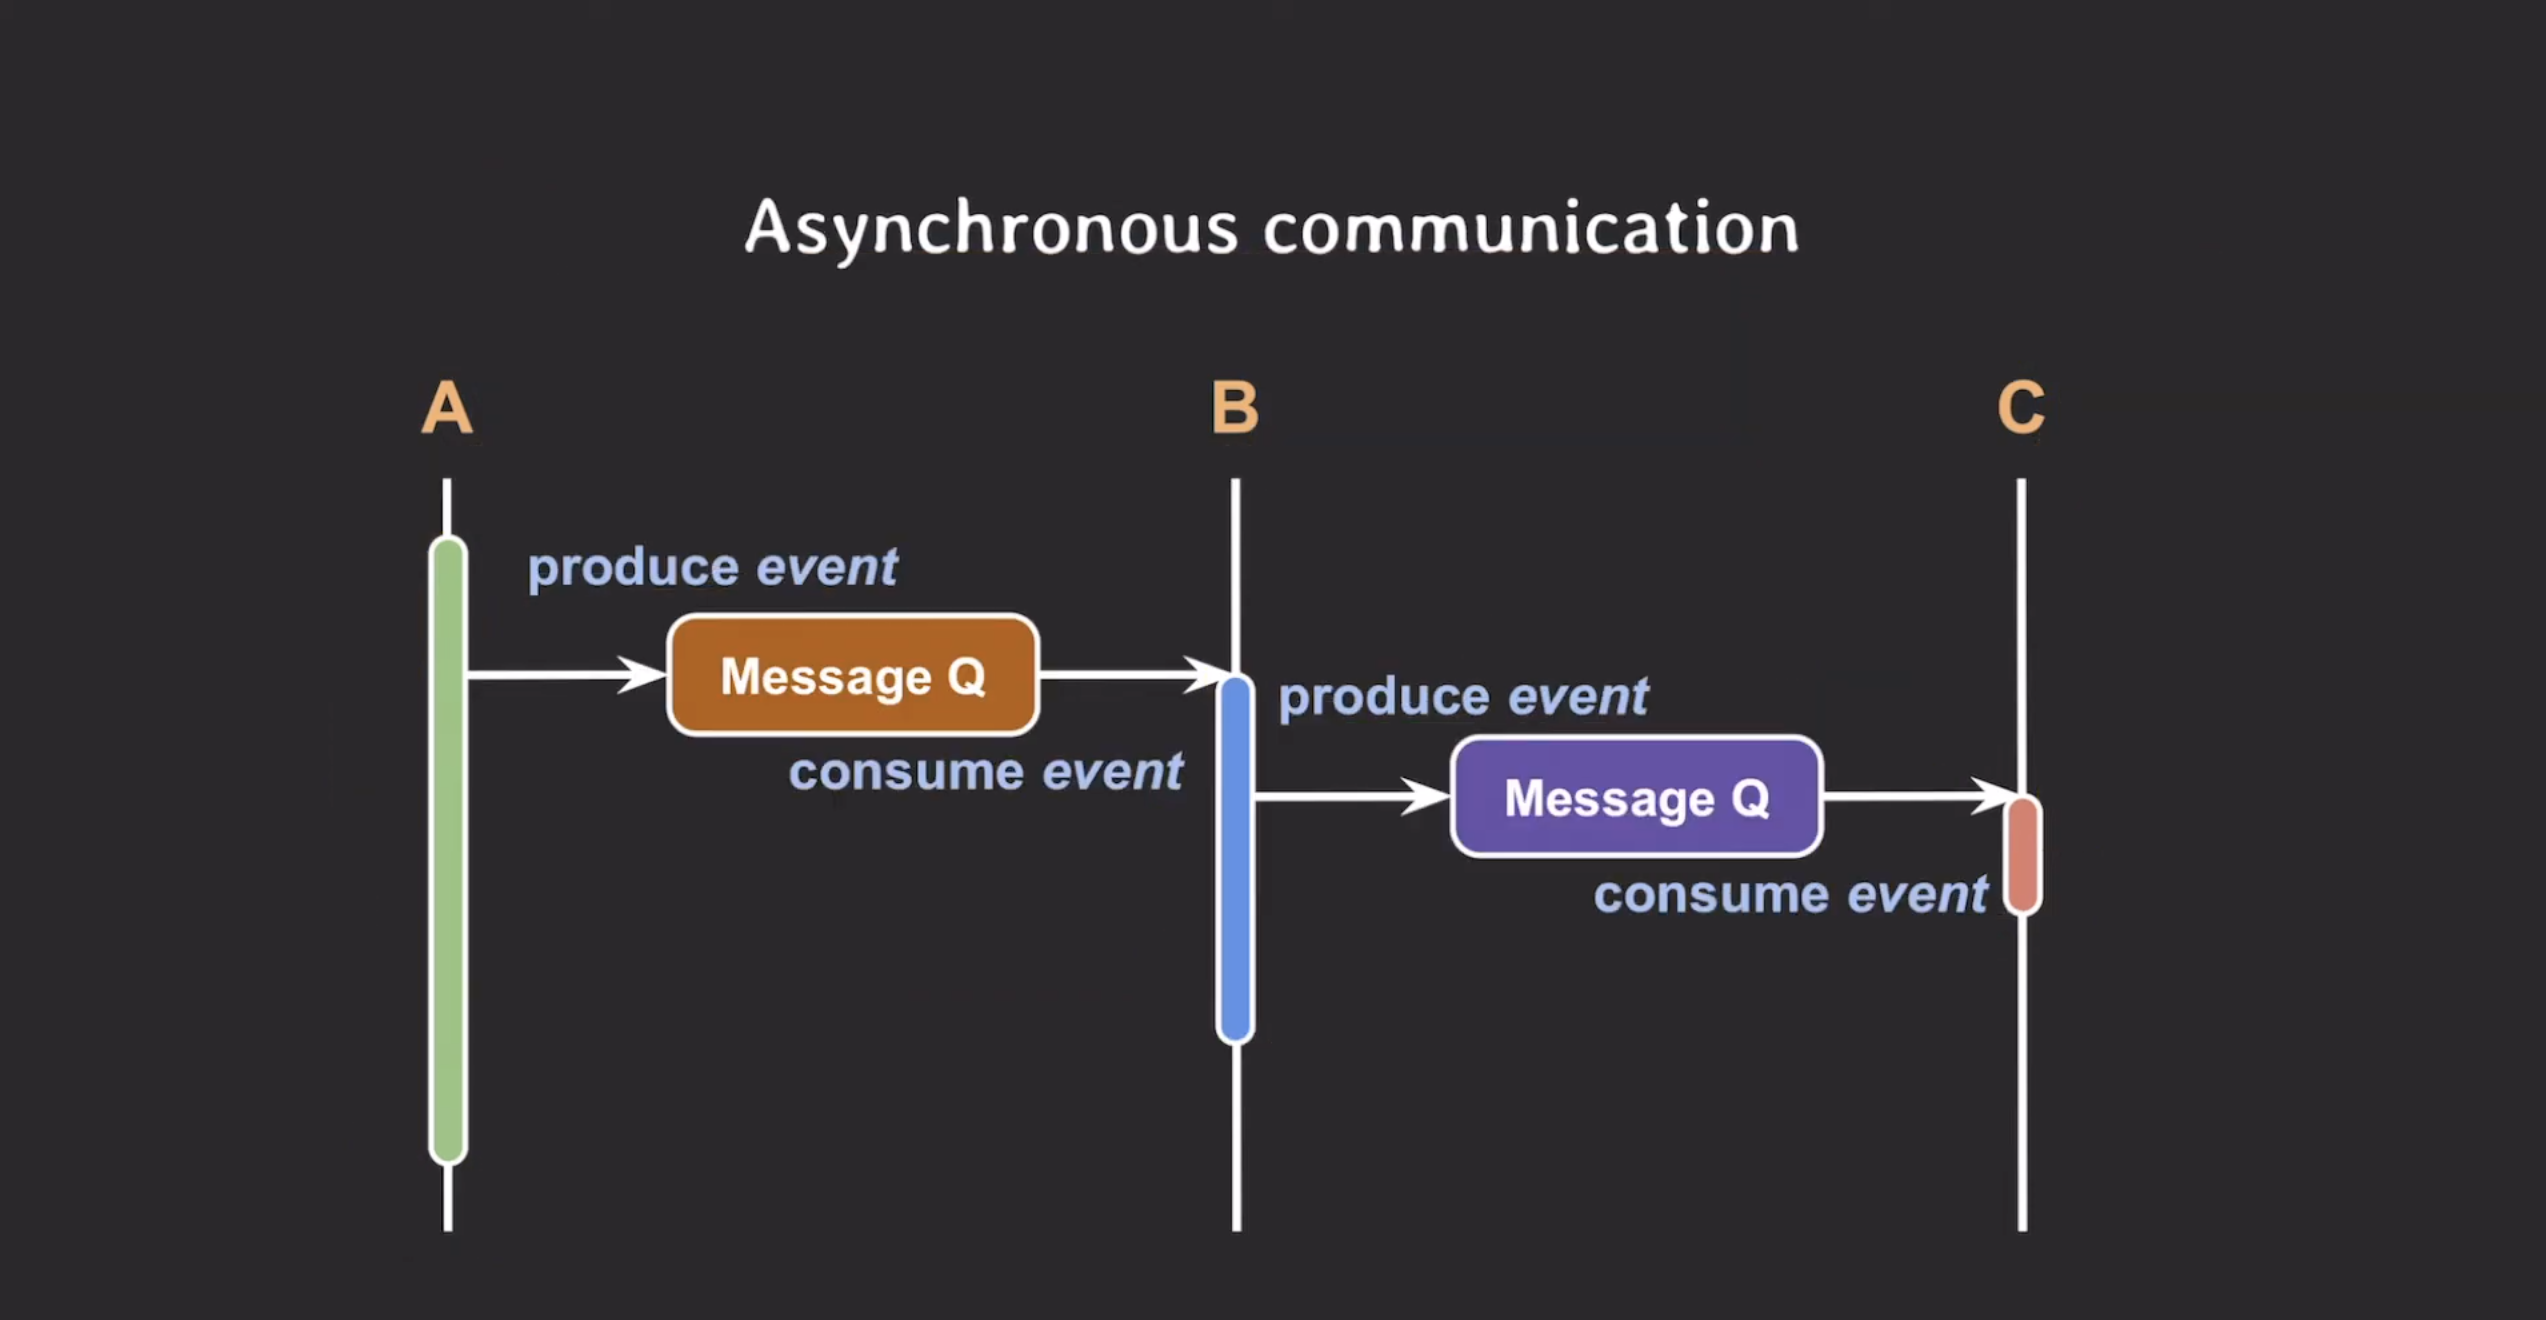 Asynchronous communication
A
B
C
produce event
Message Q
consume event
produce event
Message Q
consume event